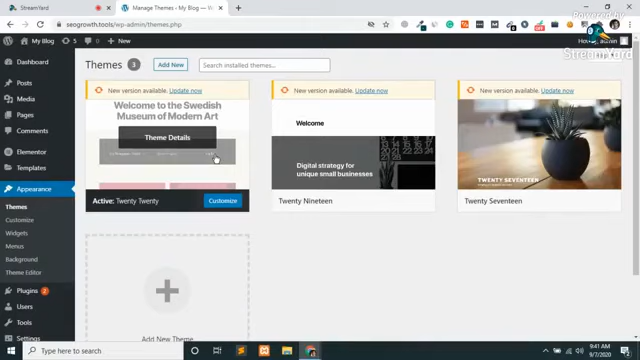 StreamYard
Manage Themes ‹ My Blog
seogrowth.tools/wp-admin/themes.php
Powered by
StreamYard
My Blog
5
0
New
Howdy, admin
Dashboard
Posts
Media
Pages
Comments
Elementor
Templates
Appearance
Themes
Customize
Widgets
Menus
Background
Theme Editor
Plugins 2
Users
Tools
Settings
Themes 3
Add New
Search installed themes...
New version available. Update now
Welcome to the Swedish
Museum of Modern Art
Theme Details
Active: Twenty Twenty
Customize
New version available. Update now
Welcome
Digital strategy for
unique small businesses
Twenty Nineteen
New version available. Update now
TWENTY SEVENTEEN
Twenty Seventeen
Add New Theme
Type here to search
9:41 AM
9/7/2020